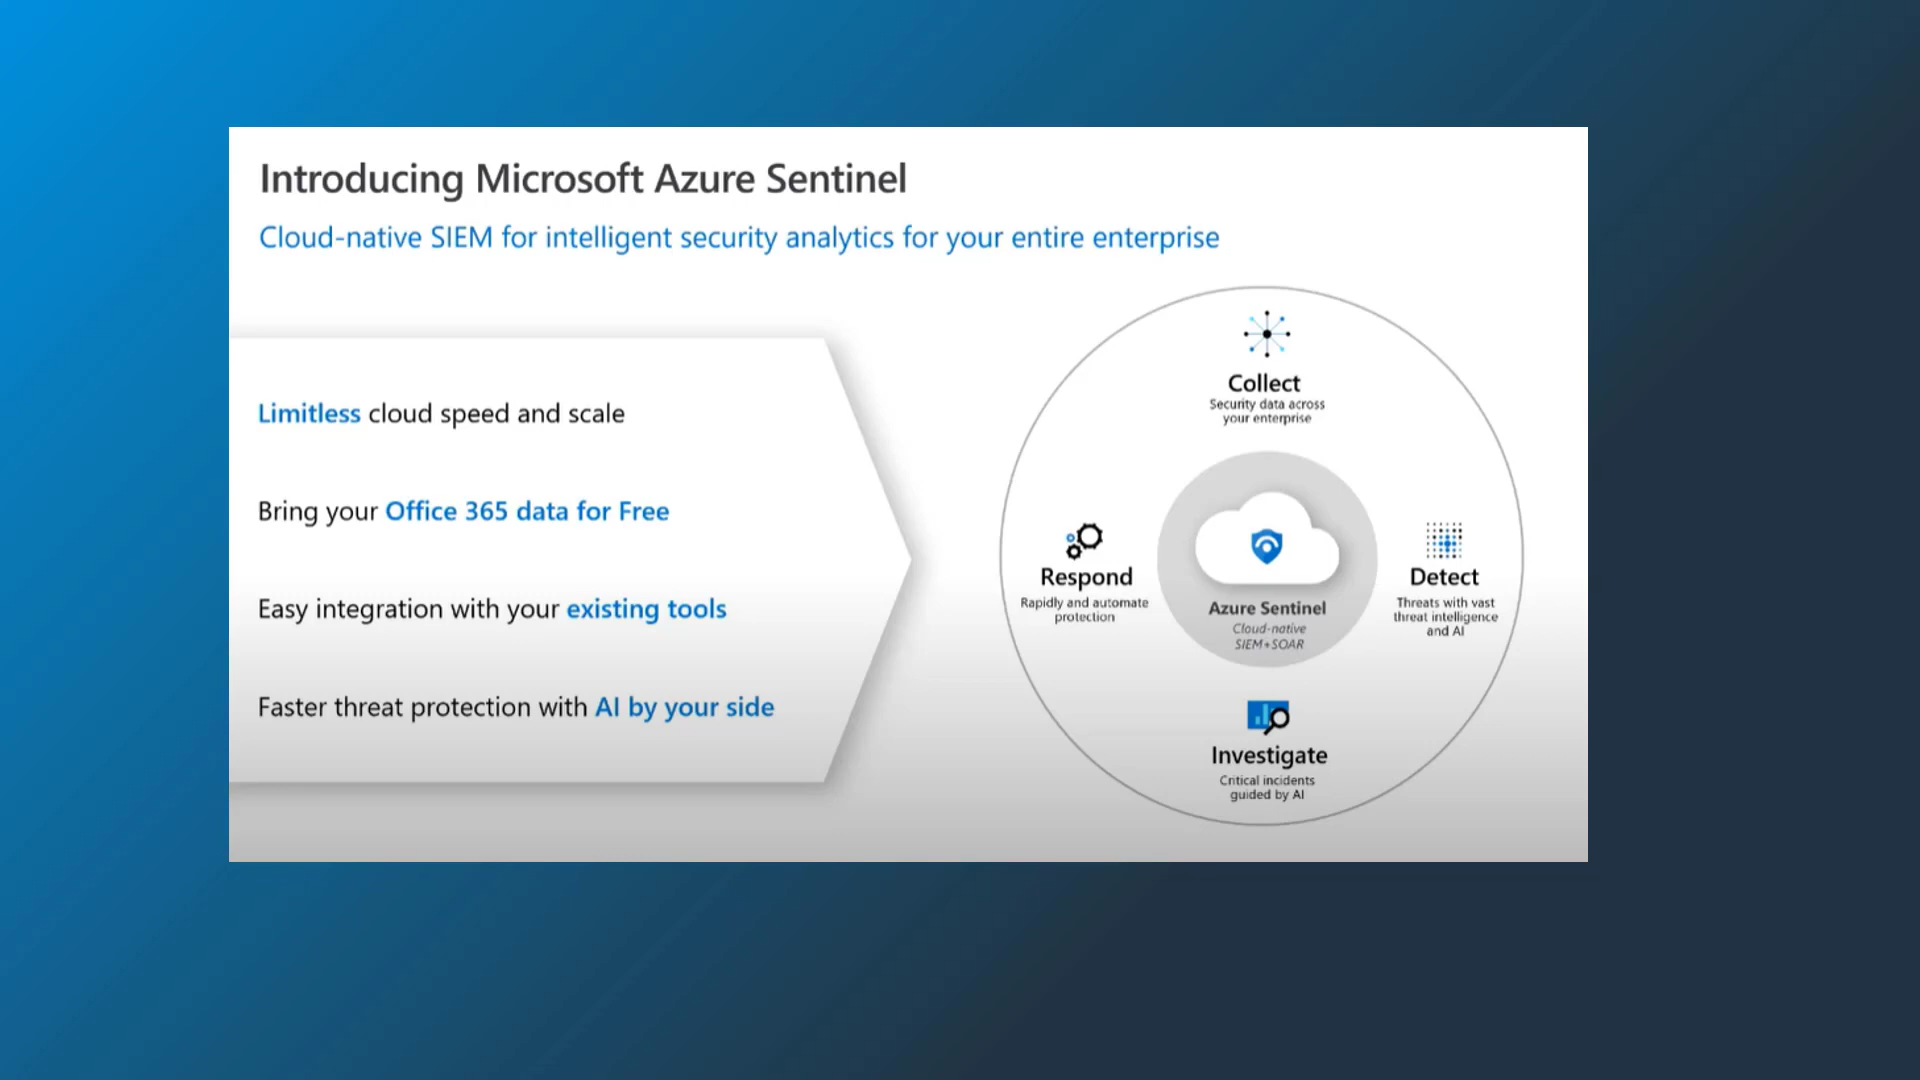 Introducing Microsoft Azure Sentinel
Cloud-native SIEM for intelligent security analytics for your entire enterprise
Limitless cloud speed and scale
Bring your Office 365 data for Free
Easy integration with your existing tools
Faster threat protection with AI by your side
Collect
Security data across
your enterprise
Respond
Rapidly and automate
protection
Azure Sentinel
Cloud-native
SIEM+SOAR
Detect
Threats with vast
threat intelligence
and AI
Investigate
Critical incidents
guided by AI